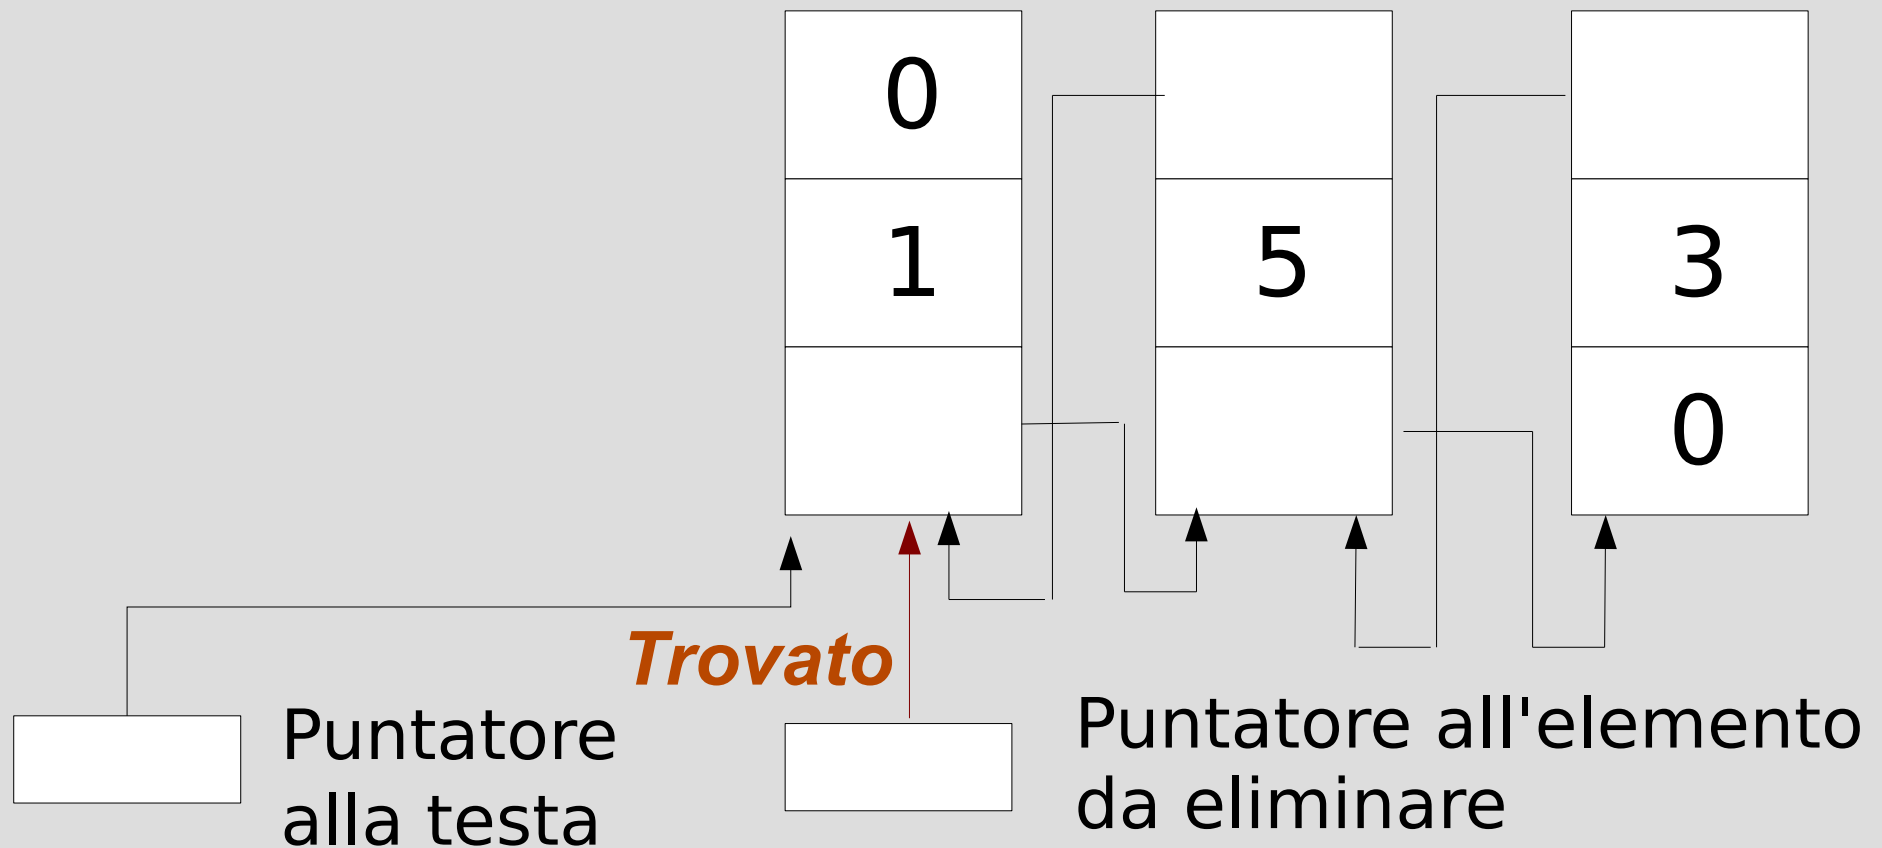 0
1 5 3
0
Trovato
Puntatore
alla testa
Puntatore all'elemento
da eliminare